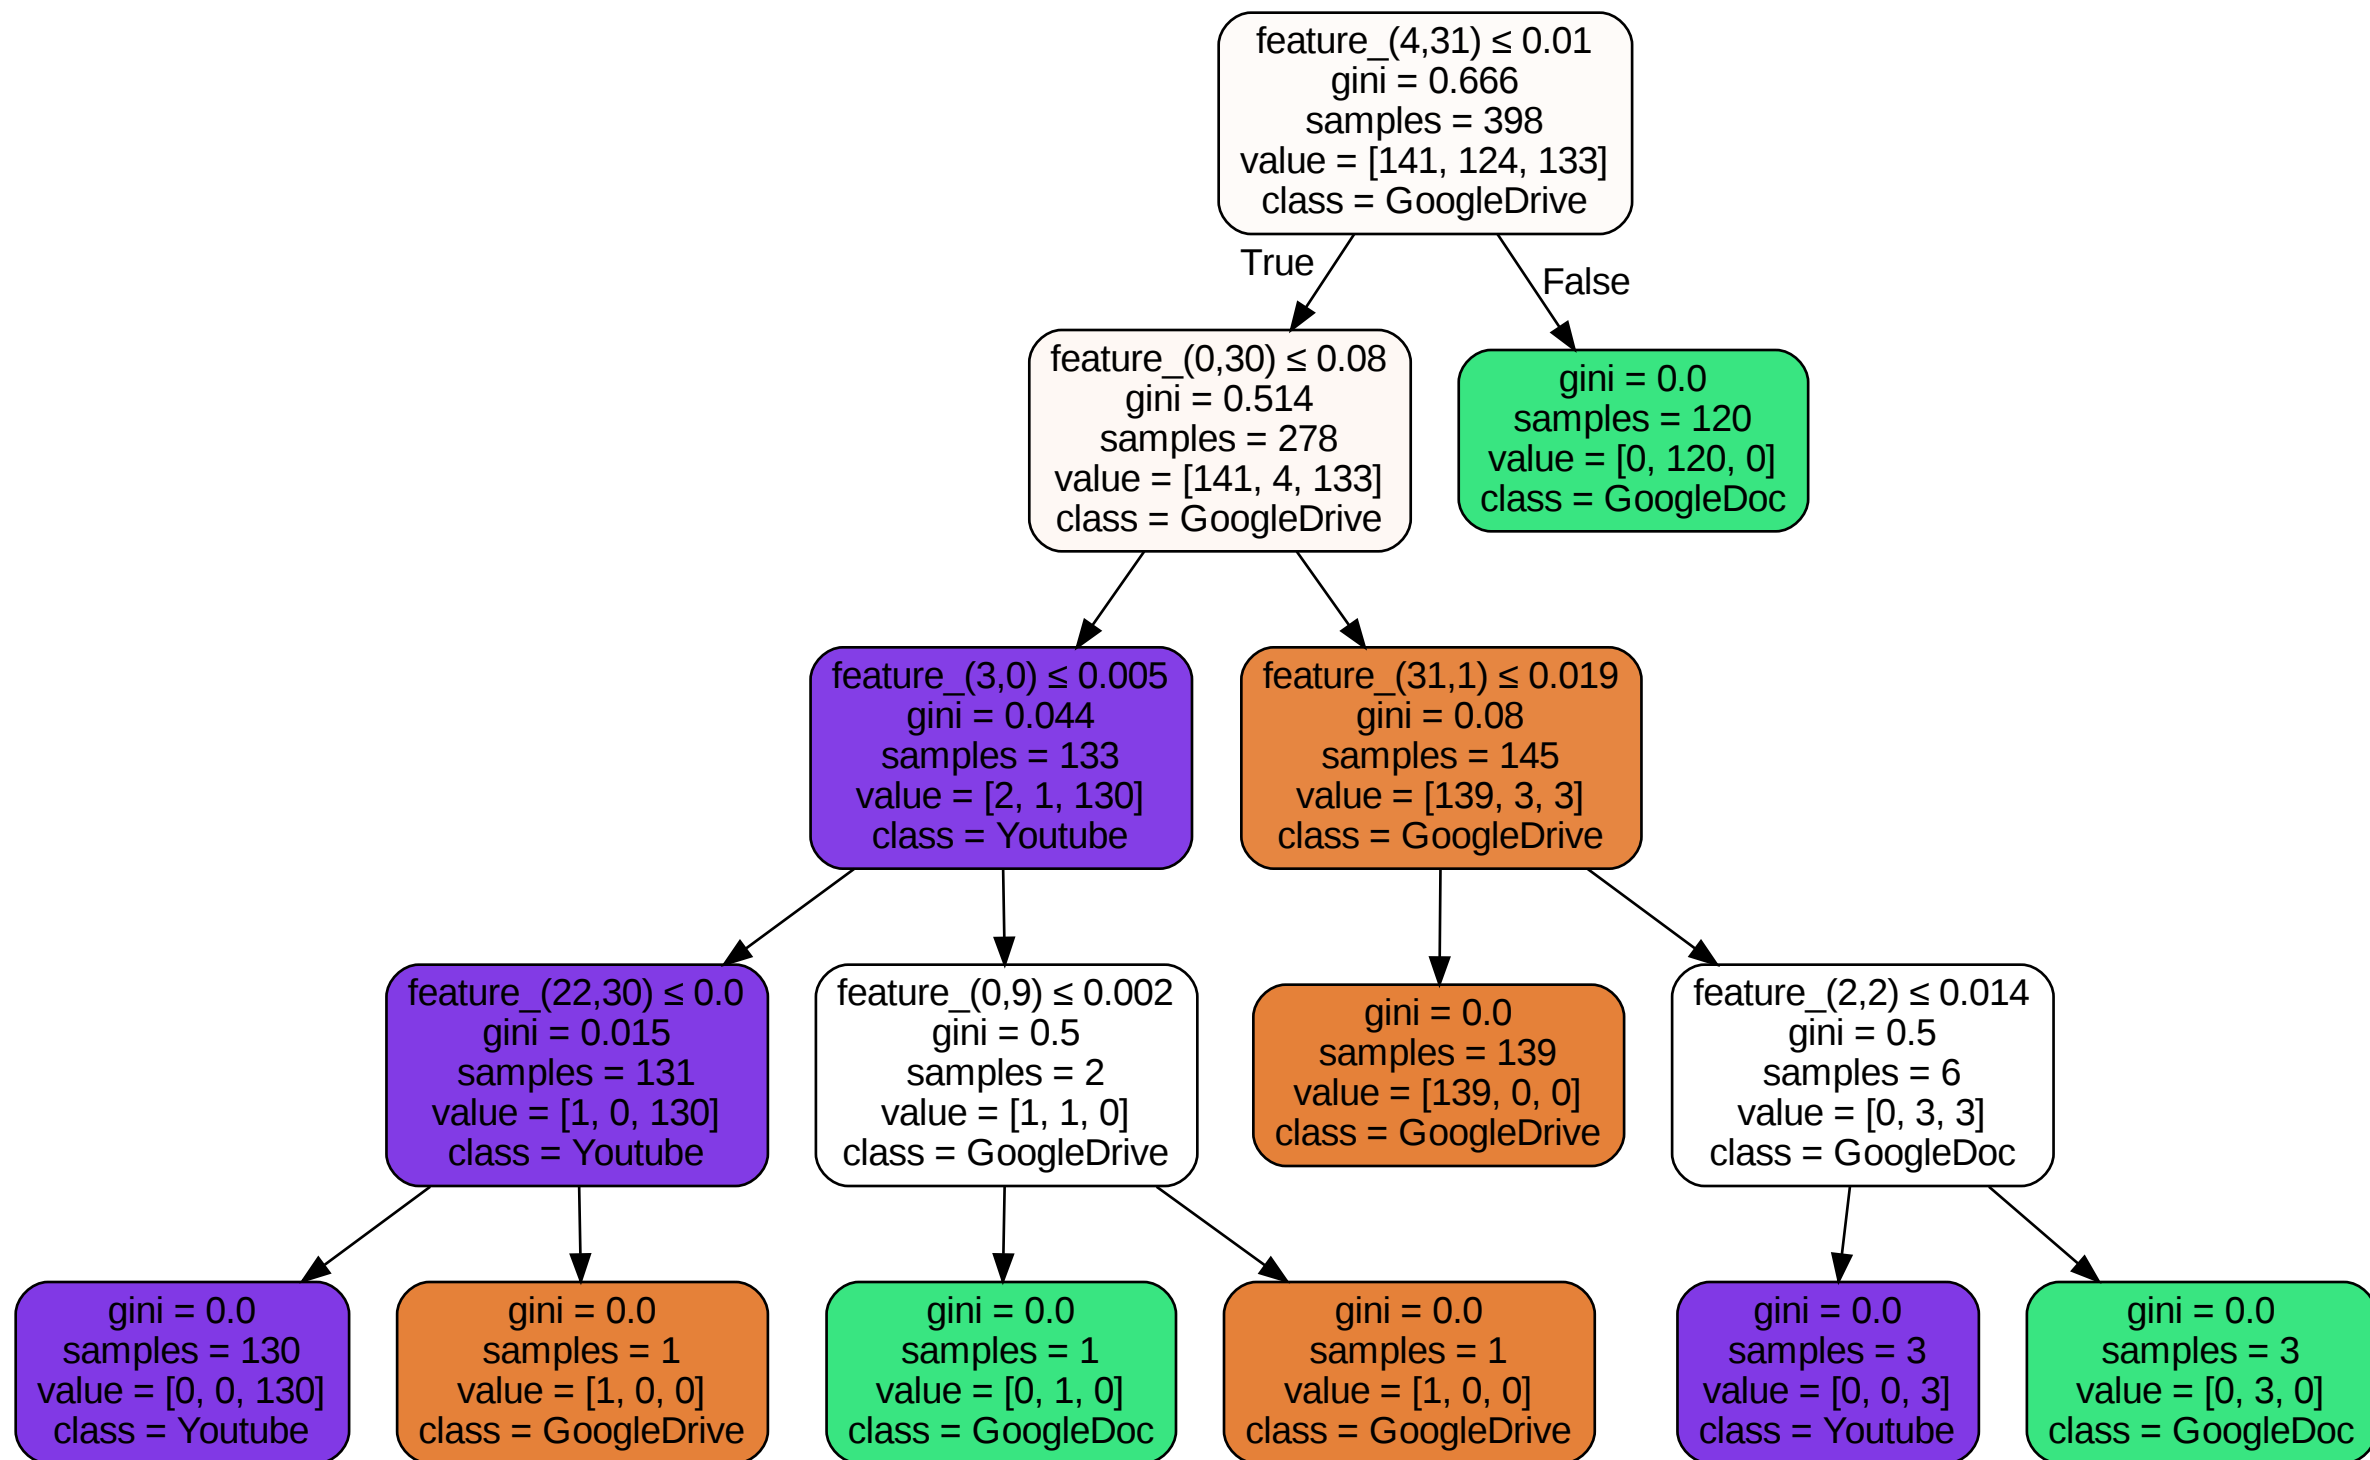 feature_(4,31) ≤ 0.01
gini = 0.666
samples = 398
value = [141, 124, 133]
class = GoogleDrive
True
False
feature_(0,30) ≤ 0.08
gini = 0.514
samples = 278
value = [141, 4, 133]
class = GoogleDrive
gini = 0.0
samples = 120
value = [0, 120, 0]
class = GoogleDoc
feature_(3,0) ≤ 0.005
gini = 0.044
samples = 133
value = [2, 1, 130]
class = Youtube
feature_(31,1) ≤ 0.019
gini = 0.08
samples = 145
value = [139, 3, 3]
class = GoogleDrive
feature_(22,30) ≤ 0.0
gini = 0.015
samples = 131
value = [1, 0, 130]
class = Youtube
feature_(0,9) ≤ 0.002
gini = 0.5
samples = 2
value = [1, 1, 0]
class = GoogleDrive
gini = 0.0
samples = 139
value = [139, 0, 0]
class = GoogleDrive
feature_(2,2) ≤ 0.014
gini = 0.5
samples = 6
value = [0, 3, 3]
class = GoogleDoc
gini = 0.0
samples = 130
value = [0, 0, 130]
class = Youtube
gini = 0.0
samples = 1
value = [1, 0, 0]
class = GoogleDrive
gini = 0.0
samples = 1
value = [0, 1, 0]
class = GoogleDoc
gini = 0.0
samples = 1
value = [1, 0, 0]
class = GoogleDrive
gini = 0.0
samples = 3
value = [0, 0, 3]
class = Youtube
gini = 0.0
samples = 3
value = [0, 3, 0]
class = GoogleDoc